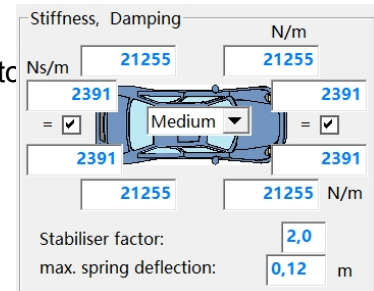 Stiffness, Damping
N/m
to
Ns/m 21255 21255
2391 2391
= Medium =
2391 2391
21255 21255 N/m
Stabiliser factor: 2,0
max. spring deflection: 0,12 m